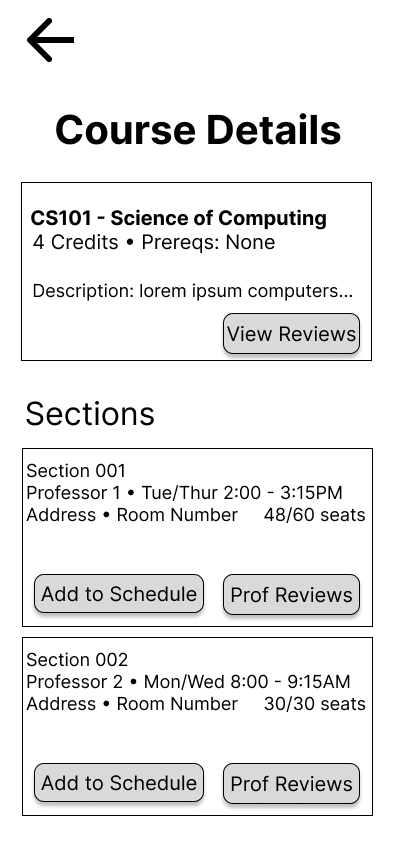 Course Details
CS101 - Science of Computing
4 Credits • Prereqs: None
Description: lorem ipsum computers...
View Reviews
Sections
Section 001
Professor 1 • Tue/Thur 2:00 - 3:15PM
Address • Room Number 48/60 seats
Add to Schedule Prof Reviews
Section 002
Professor 2 • Mon/Wed 8:00 - 9:15AM
Address • Room Number 30/30 seats
Add to Schedule Prof Reviews